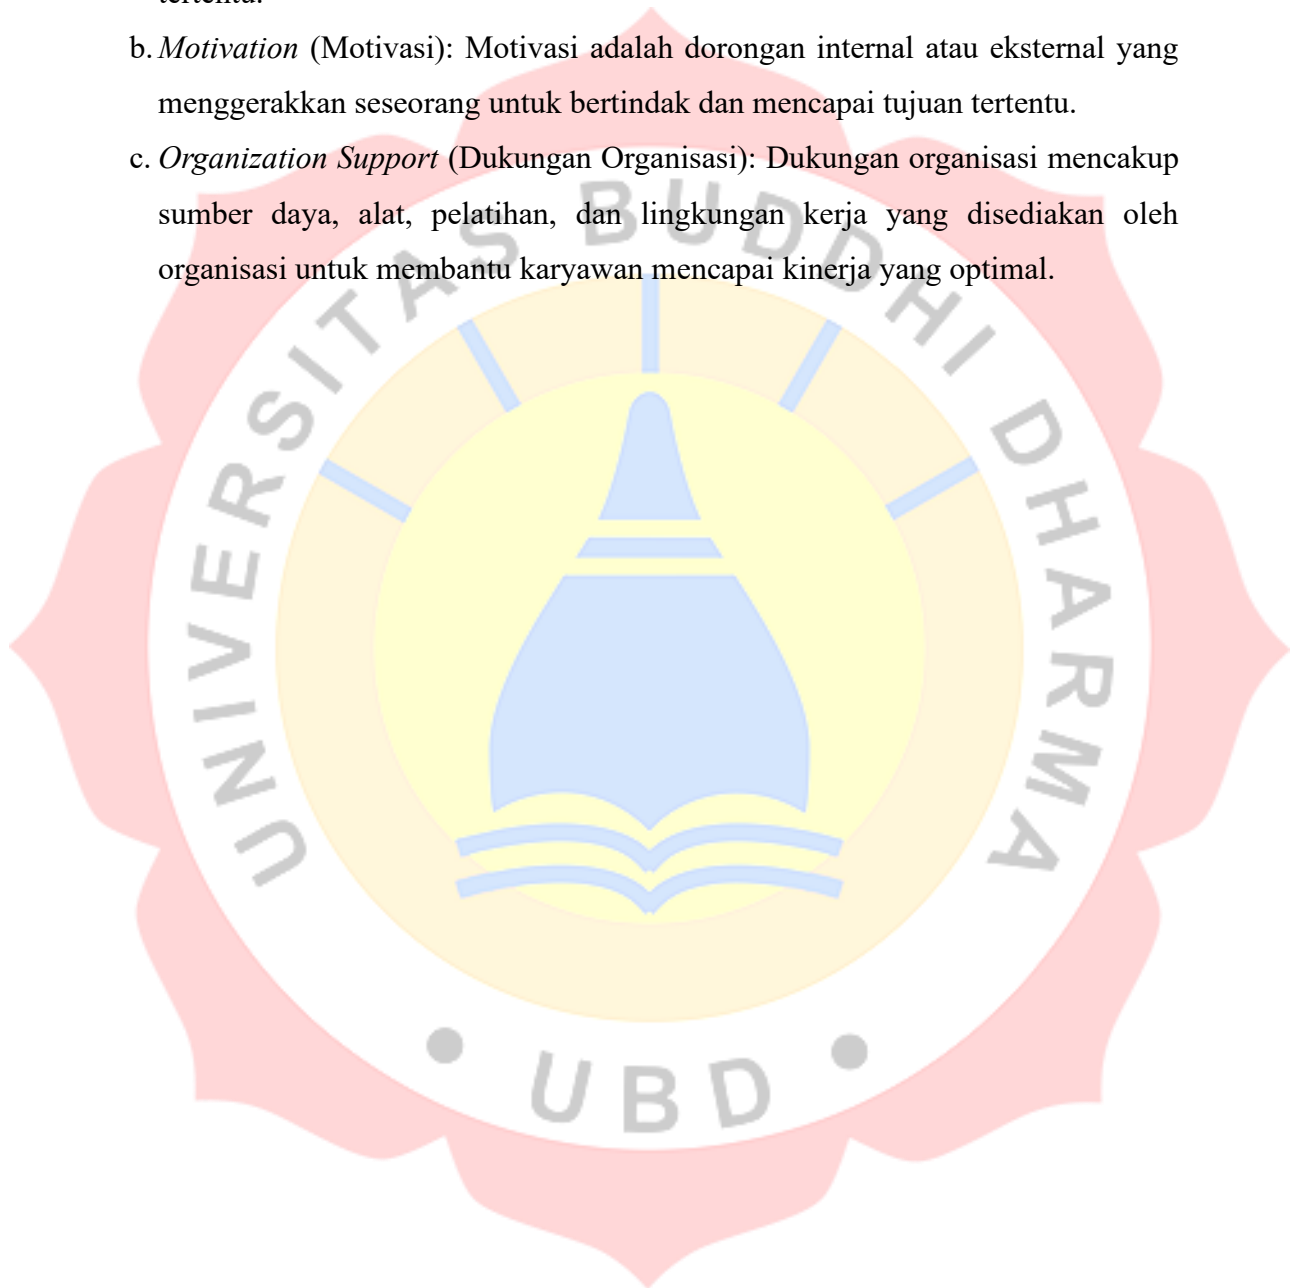 tertentu.
b. Motivation (Motivasi): Motivasi adalah dorongan internal atau eksternal yang
menggerakkan seseorang untuk bertindak dan mencapai tujuan tertentu.
c. Organization Support (Dukungan Organisasi): Dukungan organisasi mencakup
sumber daya, alat, pelatihan, dan lingkungan kerja yang disediakan oleh
organisasi untuk membantu karyawan mencapai kinerja yang optimal.
UNIVERSITAS BUDDHI DHARMA
• UBD •